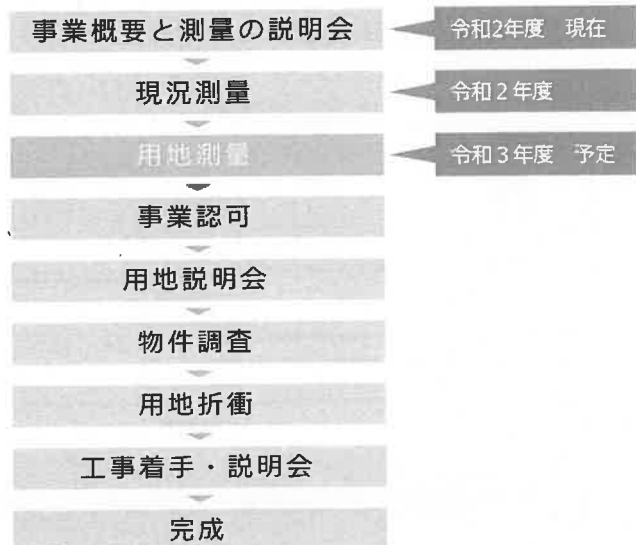 事業概要と測量の説明会
令和2年度 現在
現況測量
令和2年度
用地測量
令和3年度 予定
事業認可
用地説明会
物件調査
用地折衝
工事着手・説明会
完成